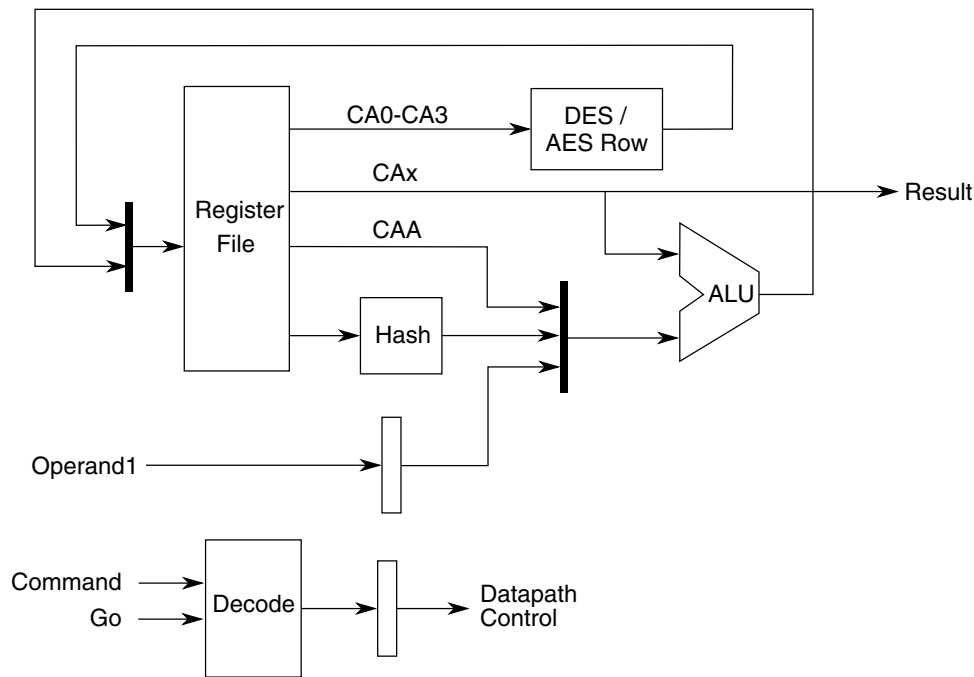 CA0-CA3
DES /
AES Row
CAx
Result
Register
File
CAA
ALU
Hash
Operand1
Command
Go
Decode
Datapath
Control